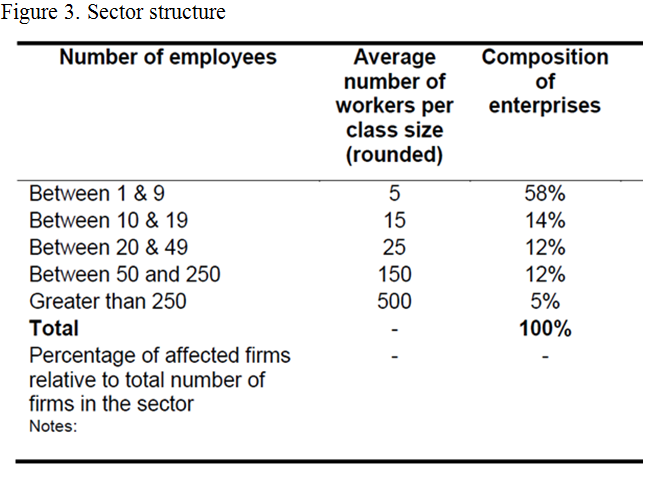 Figure 3. Sector structure
Number of employees Average number of workers per class size (rounded) Composition of enterprises
Between 1 & 9 5 58%
Between 10 & 19 15 14%
Between 20 & 49 25 12%
Between 50 and 250 150 12%
Greater than 250 500 5%
Total - 100%
Percentage of affected firms - -
relative to total number of
firms in the sector
Notes: